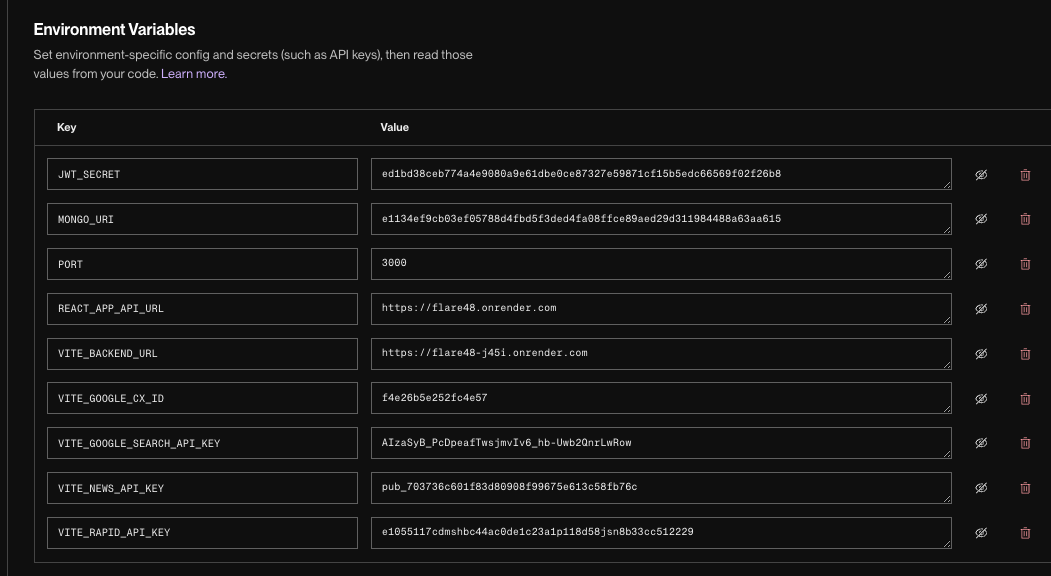 Environment Variables
Set environment-specific config and secrets (such as API keys), then read those
values from your code. Learn more.
Key Value
JWT_SECRET ed1bd38ceb774a4e9080a9e61dbe0ce87327e59871cf15b5edc66569f02f26b8
MONGO_URI e1134ef9cb03ef05788d4fbd5f3ded4fa08ffce89aed29d311984488a63aa615
PORT 3000
REACT_APP_API_URL https://flare48.onrender.com
VITE_BACKEND_URL https://flare48-j45i.onrender.com
VITE_GOOGLE_CX_ID f4e26b5e252fc4e57
VITE_GOOGLE_SEARCH_API_KEY AIzaSyB_PcDpeafTwsjmvIv6_hb-Uwb2QnrLwRow
VITE_NEWS_API_KEY pub_703736c601f83d80908f99675e613c58fb76c
VITE_RAPID_API_KEY e1055117cdmshbc44ac0de1c23a1p118d58jsn8b33cc512229